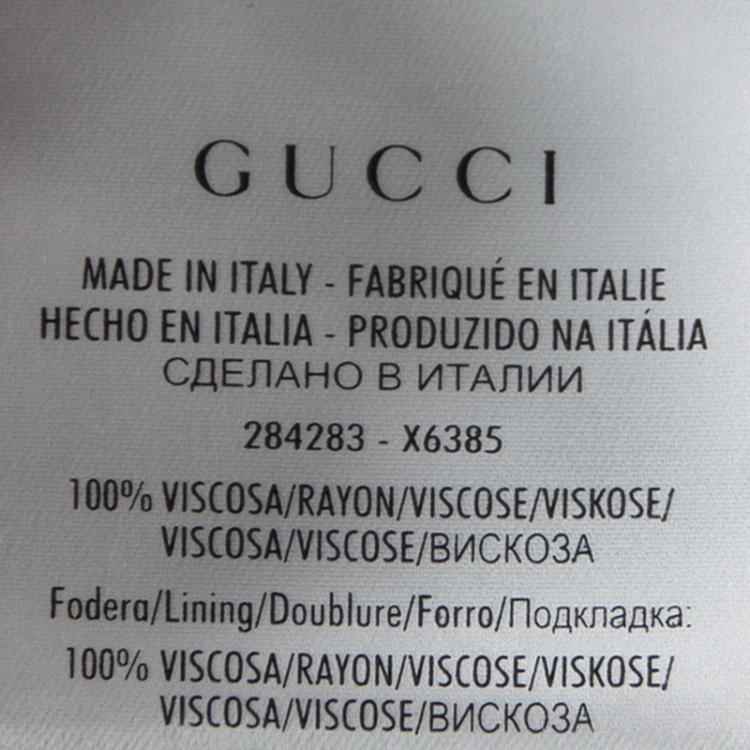 GUCCI
MADE IN ITALY - FABRIQUÉ EN ITALIE
HECHO EN ITALIA - PRODUZIDO NA ITÁLIA
СДЕЛАНО В ИТАЛИИ
284283 - X6385
100% VISCOSA/RAYON/VISCOSE/VISKOSE/
VISCOSA/VISCOSE/ВИСКОЗА
Fodera/Lining/Doublure/Forro/Подкладка:
100% VISCOSA/RAYON/VISCOSE/VISKOSE/
VISCOSA/VISCOSE/ВИСКОЗА